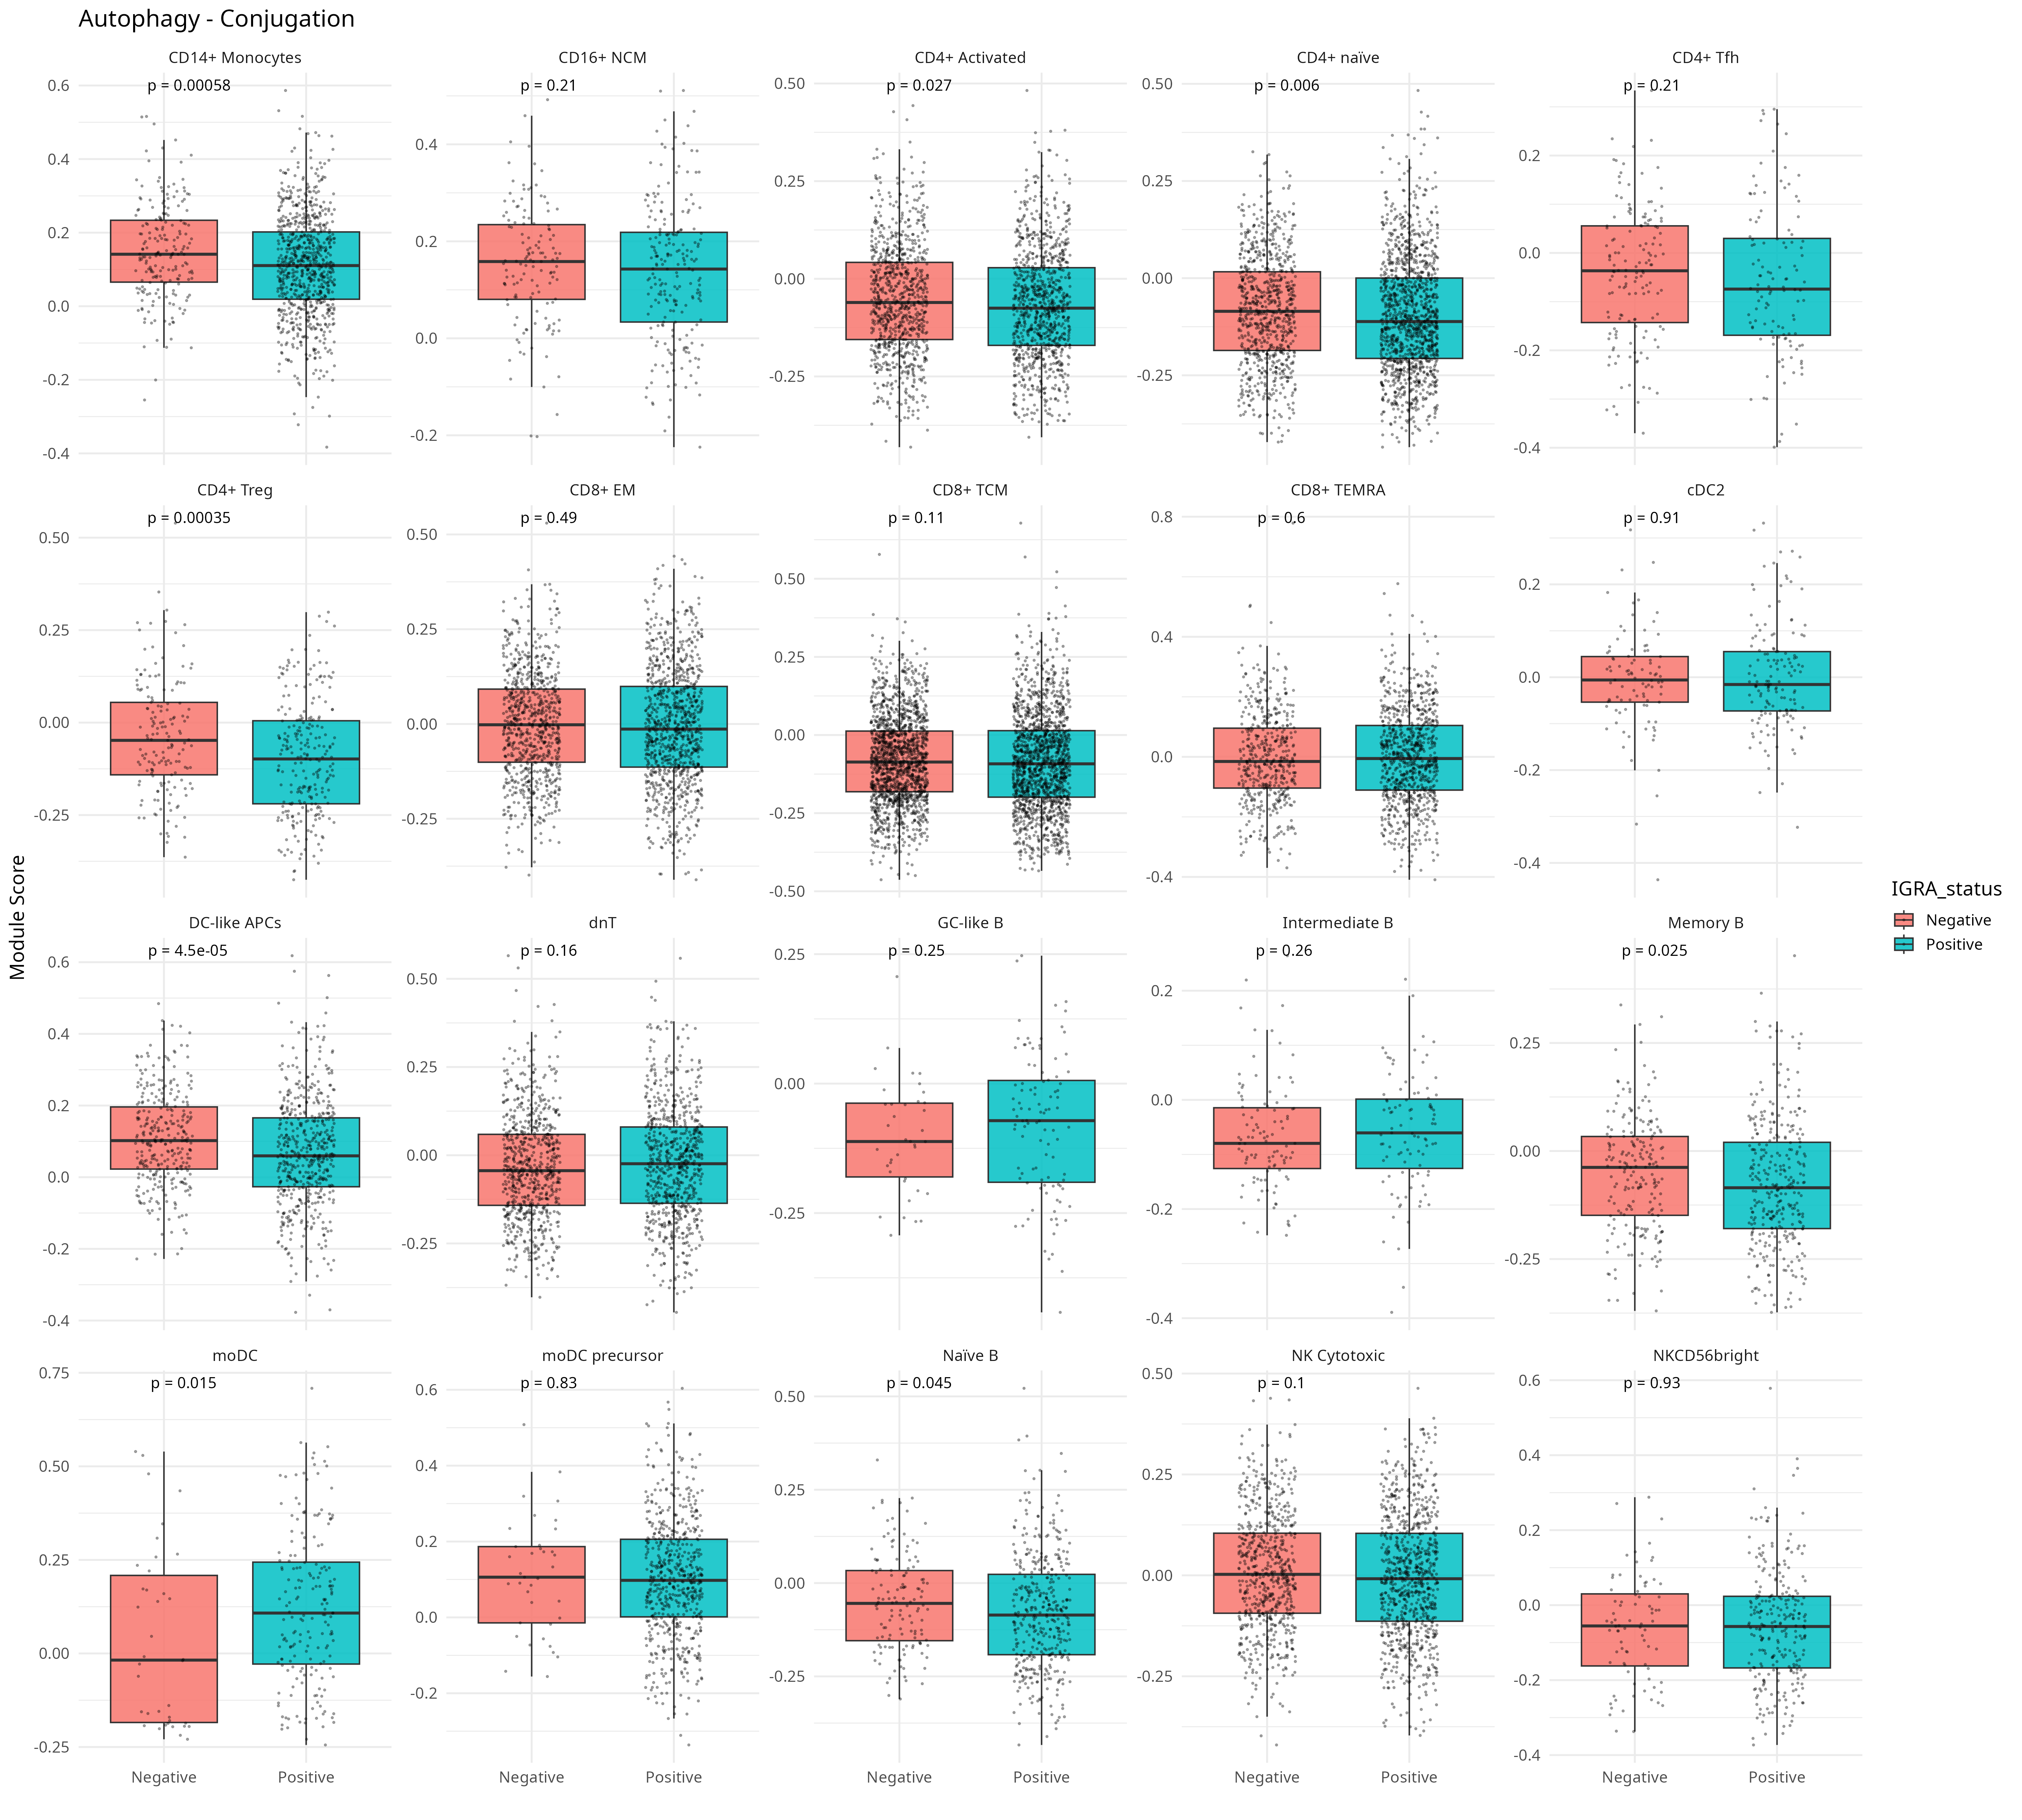 Autophagy - Conjugation
CD14+ Monocytes
CD16+ NCM
CD4+ Activated
CD4+ naïve
CD4+ Tfh
p = 0.00058
p = 0.21
p = 0.027
p = 0.006
p = 0.21
0.6
0.4
0.2
0.0
-0.2
-0.4
0.4
0.2
0.0
-0.2
0.50
0.25
0.00
-0.25
0.50
0.25
0.00
-0.25
0.2
0.0
-0.2
-0.4
CD4+ Treg
CD8+ EM
CD8+ TCM
CD8+ TEMRA
cDC2
p = 0.00035
p = 0.49
p = 0.11
p = 0.6
p = 0.91
0.50
0.25
0.00
-0.25
0.50
0.25
0.00
-0.25
0.50
0.25
0.00
-0.25
-0.50
0.8
0.4
0.0
-0.4
0.2
0.0
-0.2
-0.4
Module Score
IGRA_status
Negative
Positive
DC-like APCs
dnT
GC-like B
Intermediate B
Memory B
p = 4.5e-05
p = 0.16
p = 0.25
p = 0.26
p = 0.025
0.6
0.4
0.2
0.0
-0.2
-0.4
0.50
0.25
0.00
-0.25
0.25
0.00
-0.25
0.2
0.0
-0.2
-0.4
0.25
0.00
-0.25
moDC
moDC precursor
Naïve B
NK Cytotoxic
NKCD56bright
p = 0.015
p = 0.83
p = 0.045
p = 0.1
p = 0.93
0.75
0.50
0.25
0.00
-0.25
0.6
0.4
0.2
0.0
-0.2
0.50
0.25
0.00
-0.25
0.50
0.25
0.00
-0.25
0.6
0.4
0.2
0.0
-0.2
-0.4
Negative
Positive
Negative
Positive
Negative
Positive
Negative
Positive
Negative
Positive